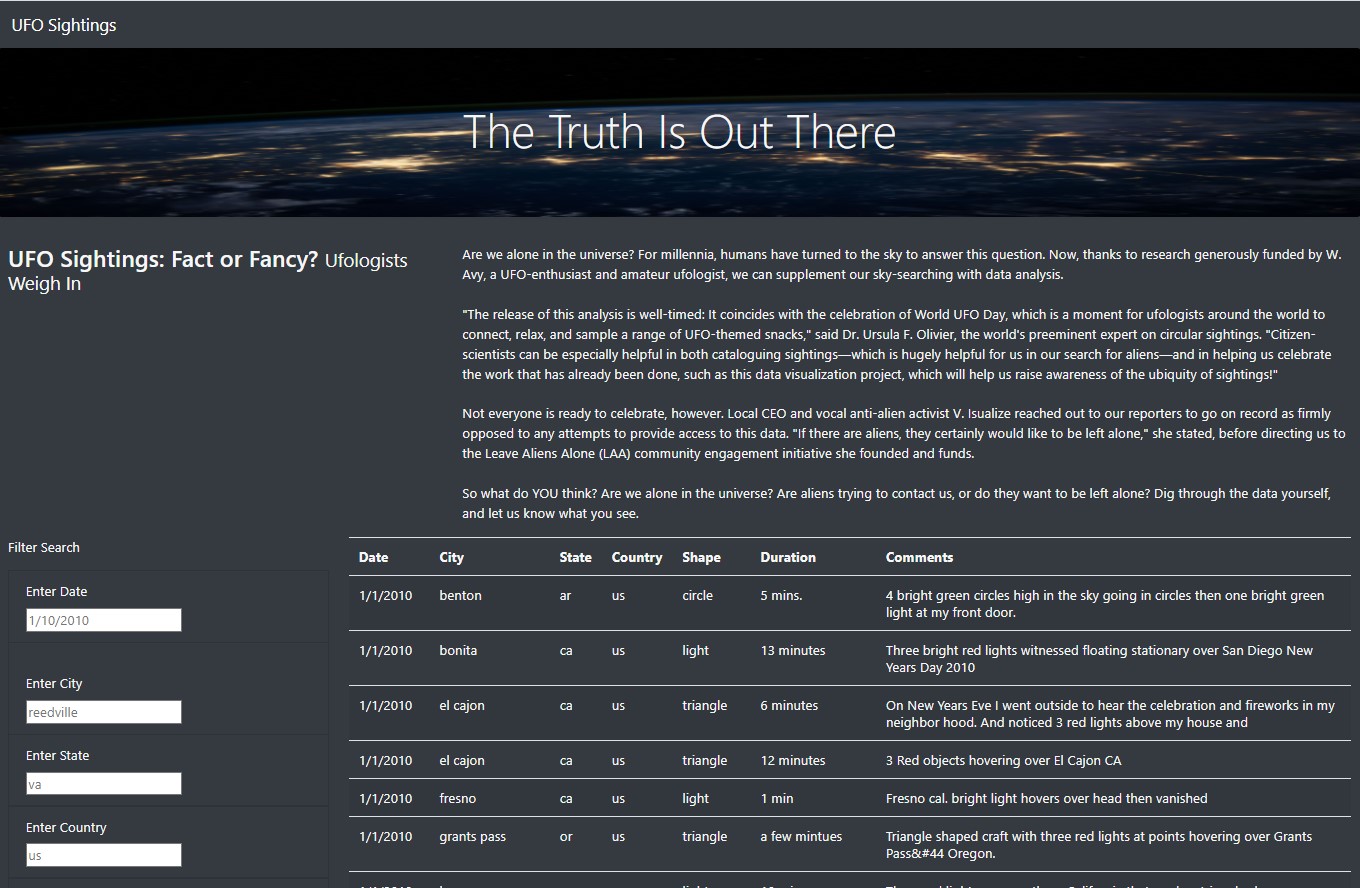 UFO Sightings
The Truth Is Out There
UFO Sightings: Fact or Fancy? Ufologists
Weigh In
Are we alone in the universe? For millennia, humans have turned to the sky to answer this question. Now, thanks to research generously funded by W.
Avy, a UFO-enthusiast and amateur ufologist, we can supplement our sky-searching with data analysis.
"The release of this analysis is well-timed: It coincides with the celebration of World UFO Day, which is a moment for ufologists around the world to
connect, relax, and sample a range of UFO-themed snacks," said Dr. Ursula F. Olivier, the world's preeminent expert on circular sightings. "Citizen-
scientists can be especially helpful in both cataloguing sightings—which is hugely helpful for us in our search for aliens—and in helping us celebrate
the work that has already been done, such as this data visualization project, which will help us raise awareness of the ubiquity of sightings!"
Not everyone is ready to celebrate, however. Local CEO and vocal anti-alien activist V. Isualize reached out to our reporters to go on record as firmly
opposed to any attempts to provide access to this data. "If there are aliens, they certainly would like to be left alone," she stated, before directing us to
the Leave Aliens Alone (LAA) community engagement initiative she founded and funds.
So what do YOU think? Are we alone in the universe? Are aliens trying to contact us, or do they want to be left alone? Dig through the data yourself,
and let us know what you see.
Filter Search
Enter Date
1/10/2010
Enter City
reedville
Enter State
va
Enter Country
us
Date City State Country Shape Duration Comments
1/1/2010 benton ar us circle 5 mins. 4 bright green circles high in the sky going in circles then one bright green
light at my front door.
1/1/2010 bonita ca us light 13 minutes Three bright red lights witnessed floating stationary over San Diego New
Years Day 2010
1/1/2010 el cajon ca us triangle 6 minutes On New Years Eve I went outside to hear the celebration and fireworks in my
neighbor hood. And noticed 3 red lights above my house and
1/1/2010 el cajon ca us triangle 12 minutes 3 Red objects hovering over El Cajon CA
1/1/2010 fresno ca us light 1 min Fresno cal. bright light hovers over head then vanished
1/1/2010 grants pass or us triangle a few mintues Triangle shaped craft with three red lights at points hovering over Grants
Pass&#44 Oregon.